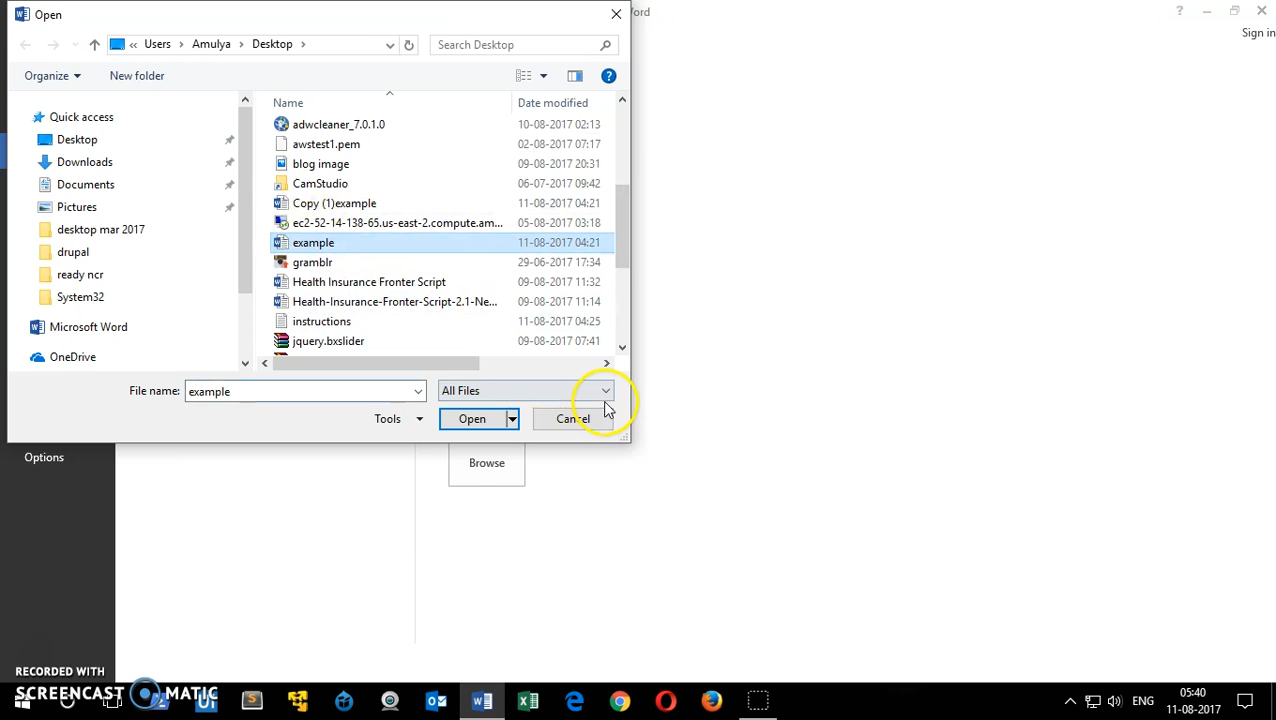 Open
Word
Sign in
Users Amulya Desktop
Search Desktop
Organize
New folder
Name
Date modified
Quick access
Desktop
Downloads
Documents
Pictures
desktop mar 2017
drupal
ready ncr
System32
Microsoft Word
OneDrive
adwcleaner_7.0.1.0 10-08-2017 02:13
awstest1.pem 02-08-2017 07:17
blog image 09-08-2017 20:31
CamStudio 06-07-2017 09:42
Copy (1)example 11-08-2017 04:21
ec2-52-14-138-65.us-east-2.compute.am... 05-08-2017 03:18
example 11-08-2017 04:21
gramblr 29-06-2017 17:34
Health Insurance Fronter Script 09-08-2017 11:32
Health-Insurance-Fronter-Script-2.1-Ne... 09-08-2017 11:14
instructions 11-08-2017 04:25
jquery.bxslider 09-08-2017 07:41
File name: example
All Files
Tools
Open
Cancel
Options
Browse
RECORDED WITH
SCREENCAST MATIC
ENG
05:40
11-08-2017